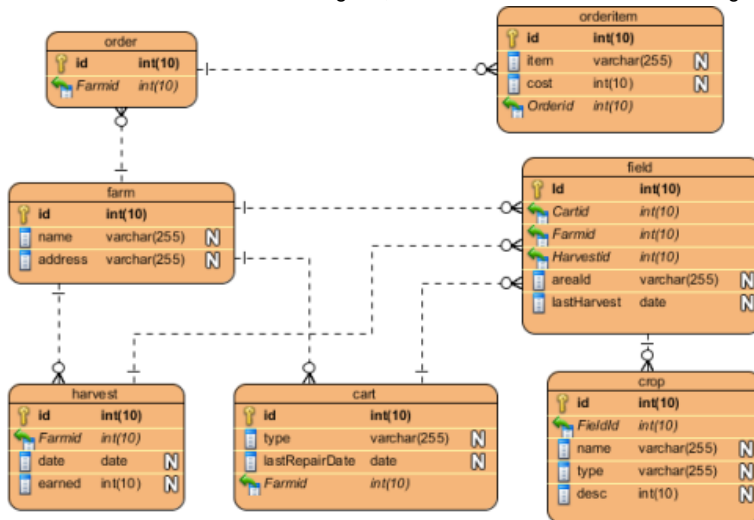 order
id int(10)
Farmid int(10)
orderitem
id int(10)
item varchar(255) N
cost int(10) N
Orderid int(10)
farm
id int(10)
name varchar(255) N
address varchar(255) N
field
Id int(10)
Cartid int(10)
Farmid int(10)
Harvestid int(10)
areaId varchar(255) N
lastHarvest date N
harvest
id int(10)
Farmid int(10)
date date N
earned int(10) N
cart
id int(10)
type varchar(255) N
lastRepairDate date N
Farmid int(10)
crop
id int(10)
FieldId int(10)
name varchar(255) N
type varchar(255) N
desc int(10) N